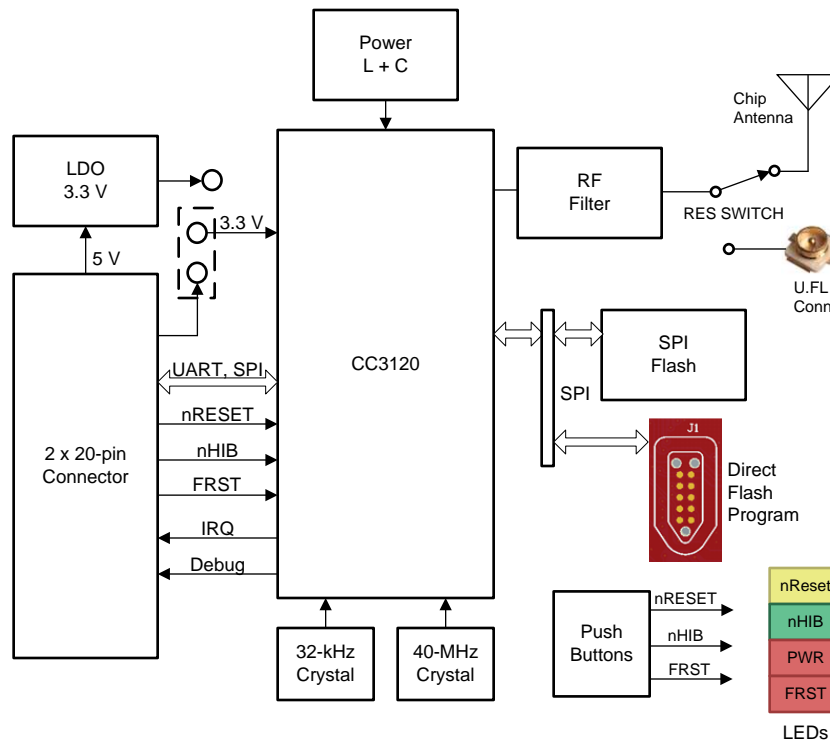 Power
L + C
Chip
Antenna
LDO
3.3 V
RF
Filter
3.3 V
RES SWITCH
5 V
U.FL
Conn
CC3120
SPI
Flash
UART, SPI
SPI
nRESET
J1
2 x 20-pin
Connector
nHIB
Direct
Flash
Program
FRST
IRQ
Debug
nReset
nRESET
nHIB
Push
Buttons
nHIB
32-kHz
Crystal
40-MHz
Crystal
PWR
FRST
FRST
LEDs